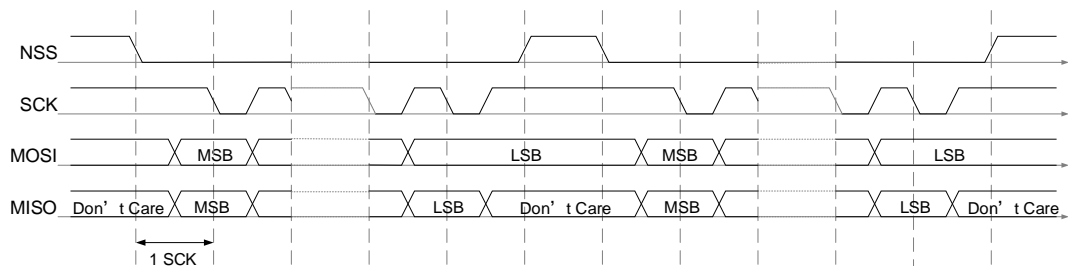 NSS
SCK
MOSI MSB LSB MSB LSB
MISO Don’t Care MSB LSB Don’t Care MSB LSB Don’t Care
1 SCK